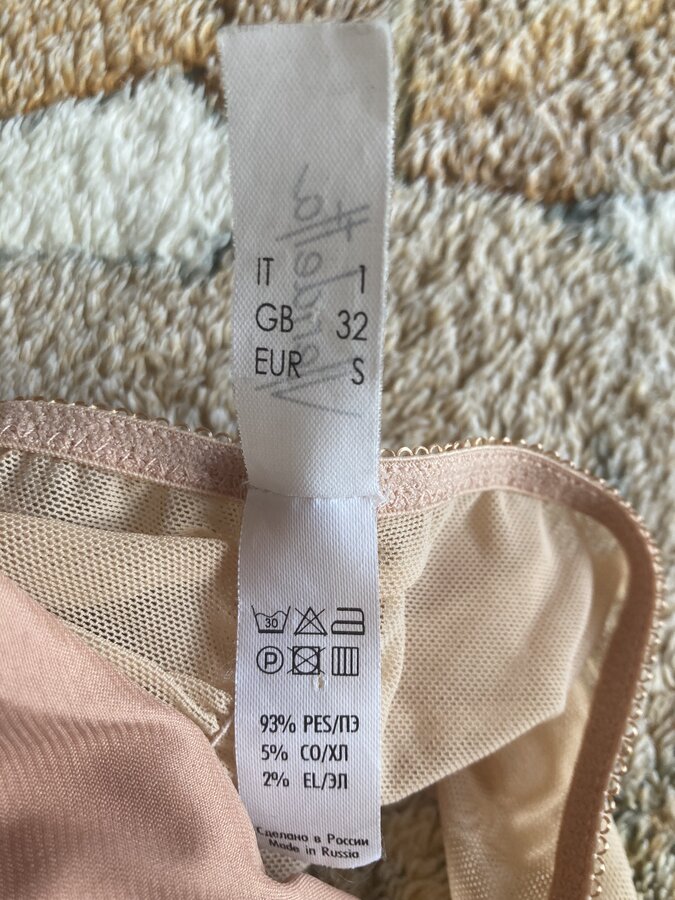 IT 1
GB 32
EUR S
30
P
93% PES/ПЭ
5% CO/ХЛ
2% EL/ЭЛ
Сделано в России
Made in Russia